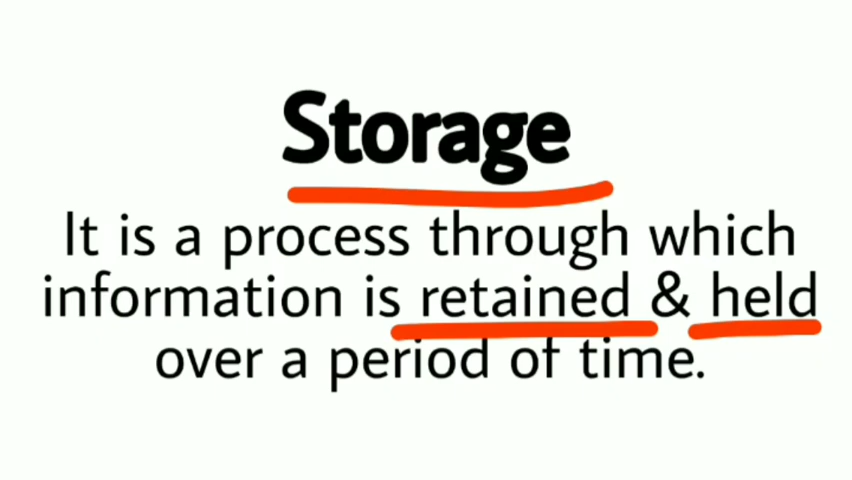 Storage
It is a process through which
information is retained & held
over a period of time.